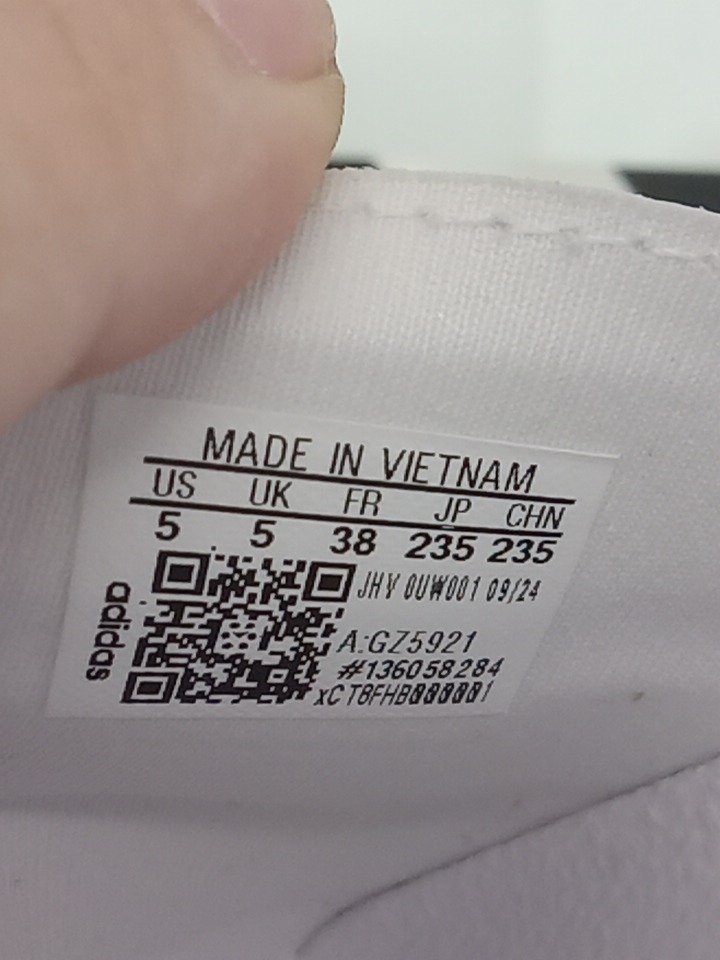 MADE IN VIETNAM
US UK FR JP CHN
5 5 38 235 235
JHV 0UW001 09/24
A:GZ5921
#136058284
adidas